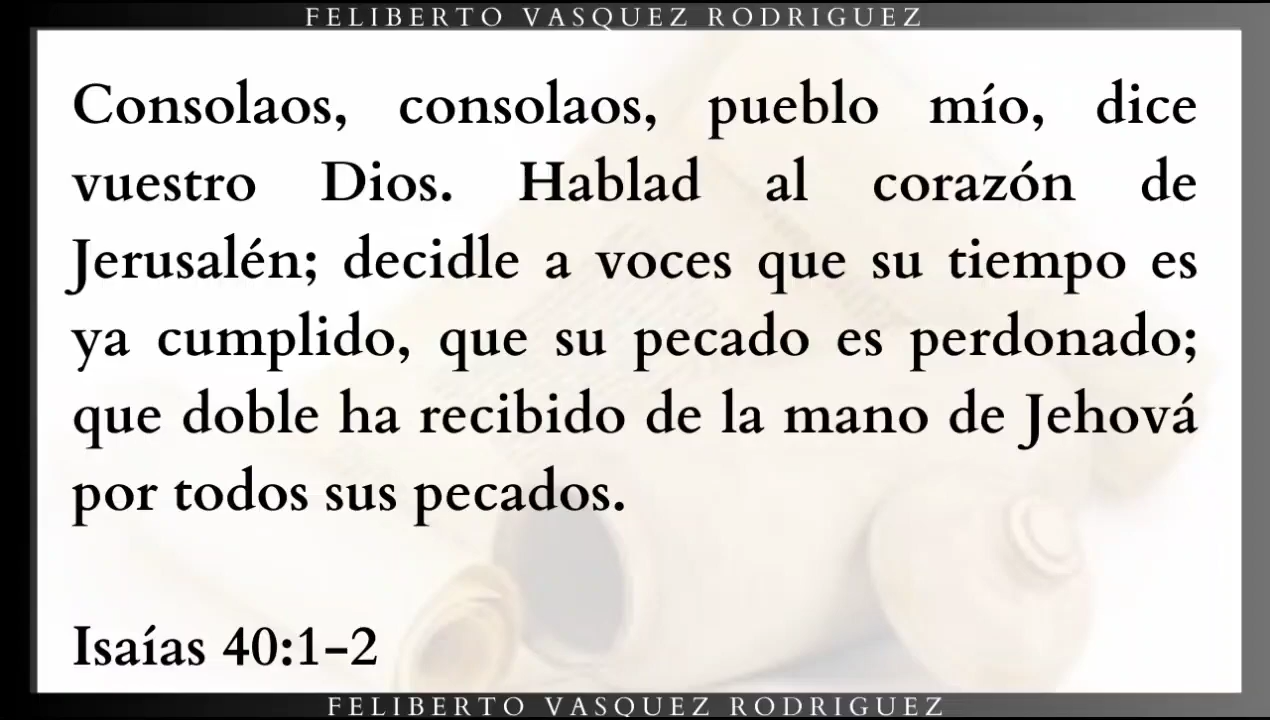 FELIBERTO VASQUEZ RODRIGUEZ
Consolaos, consolaos, pueblo mío, dice
vuestro Dios. Hablad al corazón de
Jerusalén; decidle a voces que su tiempo es
ya cumplido, que su pecado es perdonado;
que doble ha recibido de la mano de Jehová
por todos sus pecados.
Isaías 40:1-2
FELIBERTO VASQUEZ RODRIGUEZ